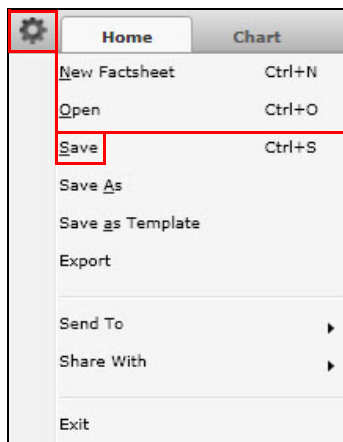 Home Chart
New Factsheet Ctrl+N
Open Ctrl+O
Save Ctrl+S
Save As
Save as Template
Export
Send To
Share With
Exit